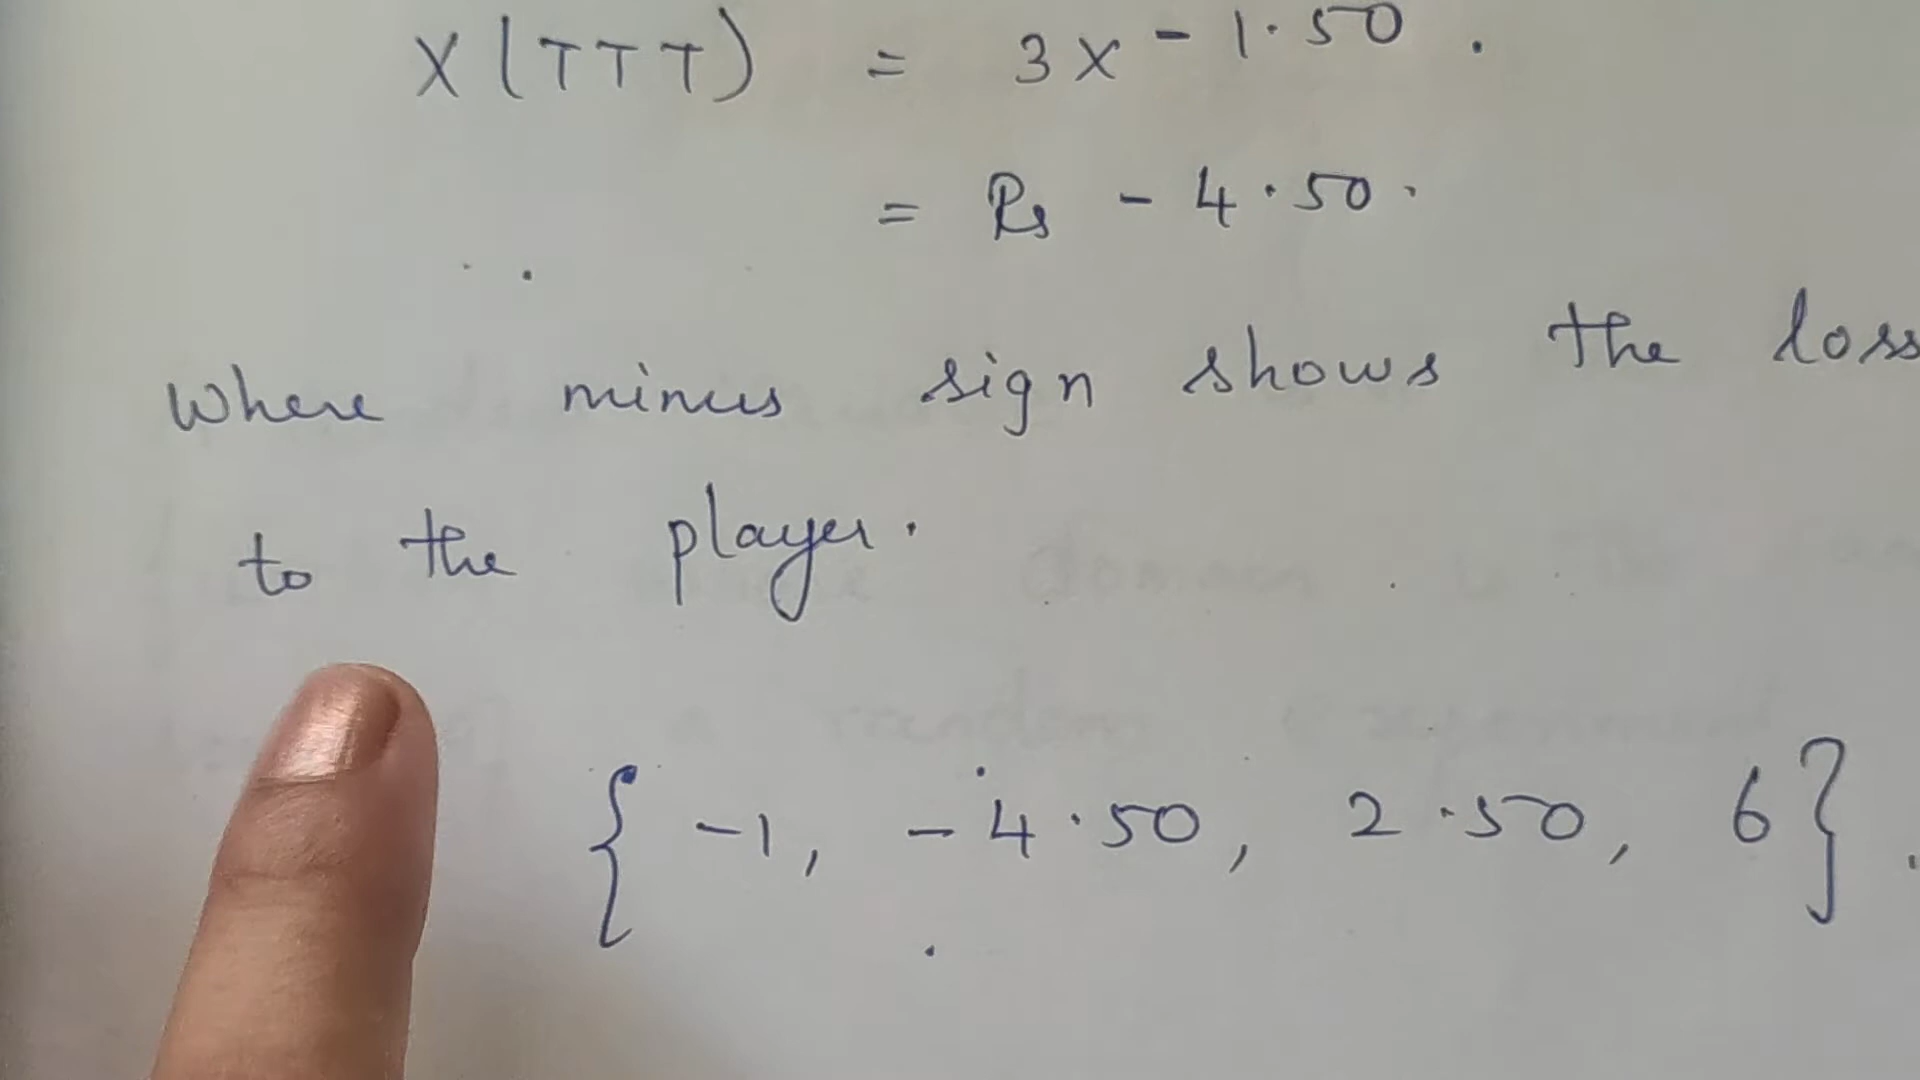 X(TTT) = 3 x - 1.50.
= Rs - 4.50.
Where minus sign shows the loss
to the player.
{ -1, -4.50, 2.50, 6}.